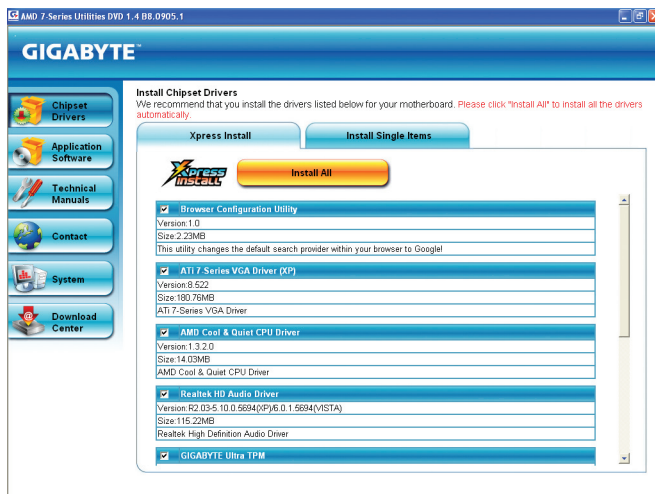 AMD 7-Series Utilities DVD 1.4 B8.0905.1
GIGABYTE™
Chipset
Drivers
Application
Software
Technical
Manuals
Contact
System
Download
Center
Install Chipset Drivers
We recommend that you install the drivers listed below for your motherboard. Please click "Install All" to install all the drivers
automatically.
Xpress Install
Install Single Items
Xpress
Install
Install All
Browser Configuration Utility
Version:1.0
Size:2.23MB
This utility changes the default search provider within your browser to Google!
ATi 7-Series VGA Driver (XP)
Version:8.522
Size:180.76MB
ATi 7-Series VGA Driver
AMD Cool & Quiet CPU Driver
Version:1.3.2.0
Size:14.03MB
AMD Cool & Quiet CPU Driver
Realtek HD Audio Driver
Version:R2.03-5.10.0.5694(XP)/6.0.1.5694(VISTA)
Size:115.22MB
Realtek High Definition Audio Driver
GIGABYTE Ultra TPM